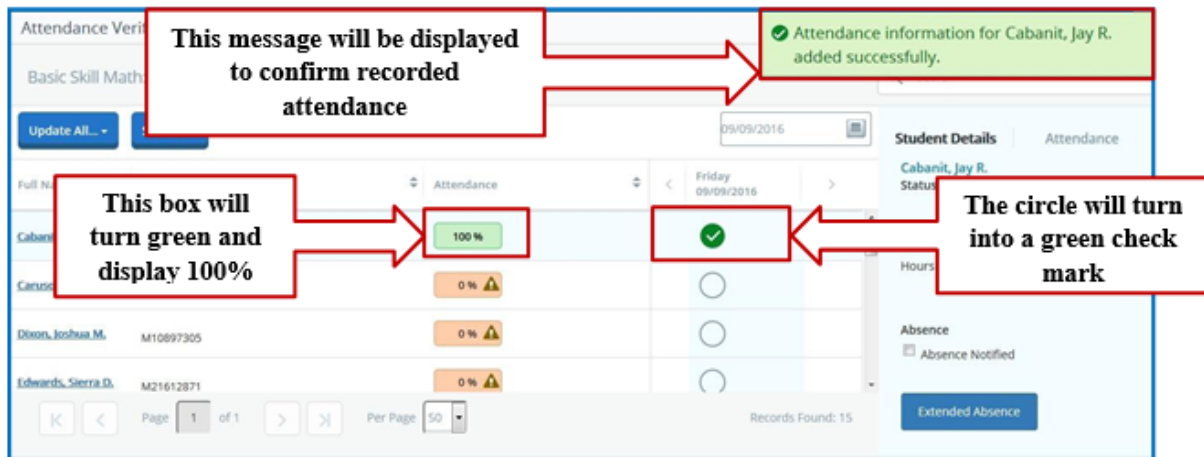 Attendance Verif
This message will be displayed
to confirm recorded
attendance
Attendance information for Cabanit, Jay R.
added successfully.
Basic Skill Math:
Update All...
09/09/2016
Student Details
Attendance
Full Na
Attendance
Friday
09/09/2016
Cabanit, Jay R.
Status
This box will
turn green and
display 100%
The circle will turn
into a green check
mark
Cabani
100 %
Hours
Caruso
0 %
Dixon, Joshua M.
M10897305
0 %
Absence
Absence Notified
Edwards, Sierra D.
M21612871
0 %
Extended Absence
Page 1 of 1
Per Page 50
Records Found: 15